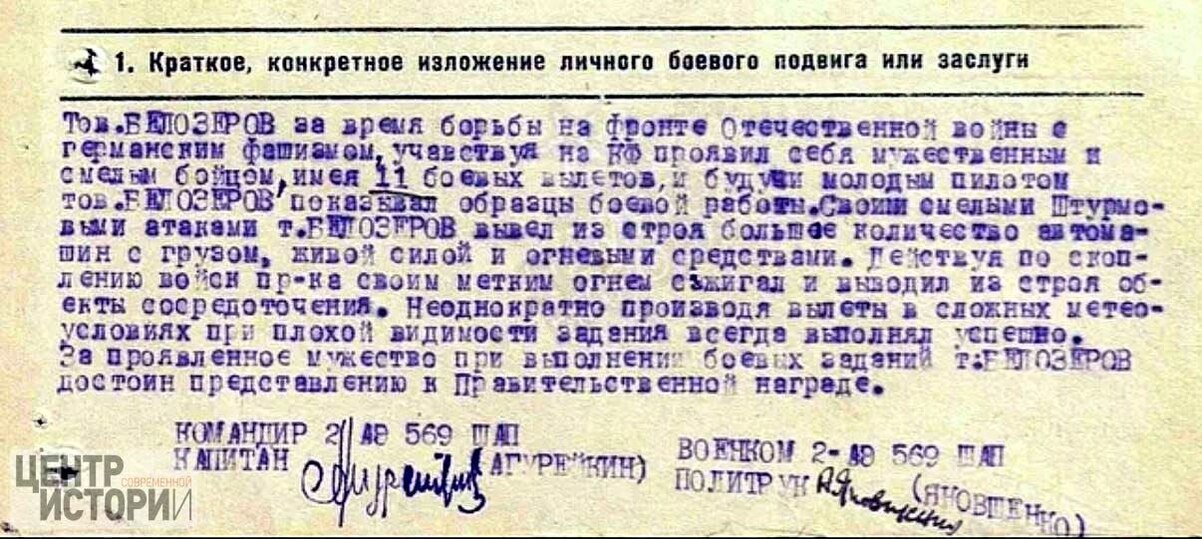 1. Краткое, конкретное изложение личного боевого подвига или заслуги
Тов.БЕЛОЗЕРОВ за время борьбы на фронте Отечественной войны с
германским фашизмом,учавствуя на КФ проявил себя мужественным и
смелым бойцом,имея 11 боевых вылетов,и будучи молодым пилотом
тов.БЕЛОЗЕРОВ показывал образцы боевой работы.Своими смелыми Штурмо-
выми атаками т.БЕЛОЗЕРОВ вывел из строя большое количество автома-
шин с грузом, живой силой и огневыми средствами. Действуя по скоп-
лению войск пр-ка своим метким огнем сжигал и выводил из строя об-
екты сосредоточения. Неоднократно производя вылеты в сложных метео-
условиях при плохой видимости задания всегда выполнял успешно.
За проявленное мужество при выполнении боевых заданий т.БЕЛОЗЕРОВ
достоин представлению к Правительственной награде.
КОМАНДИР 2 АЭ 569 ШАП
КАПИТАН (АГУРЕЙКИН)
ВОЕНКОМ 2-АЭ 569 ШАП
ПОЛИТРУК (ЯНОВШЕНКО)
ЦЕНТР
СОВРЕМЕННОЙ
ИСТОРИИ